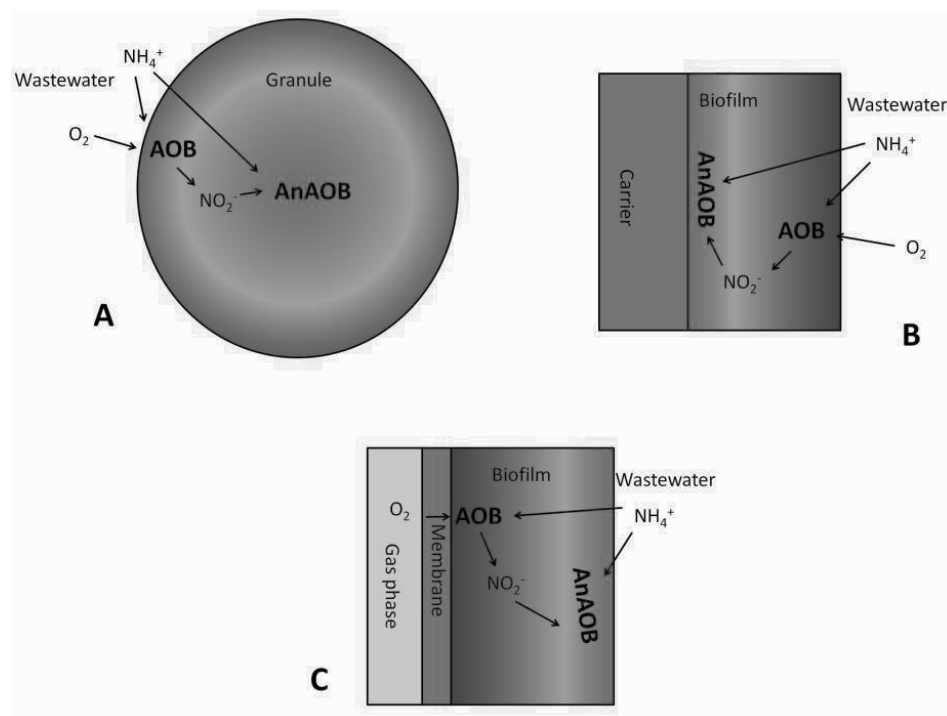 NH₄⁺
Wastewater
Granule
O₂
AOB
NO₂⁻
AnAOB
A
Biofilm
Wastewater
NH₄⁺
Carrier
AnAOB
AOB
O₂
NO₂⁻
B
Biofilm
Wastewater
O₂
AOB
NH₄⁺
Gas phase
Membrane
NO₂⁻
AnAOB
C